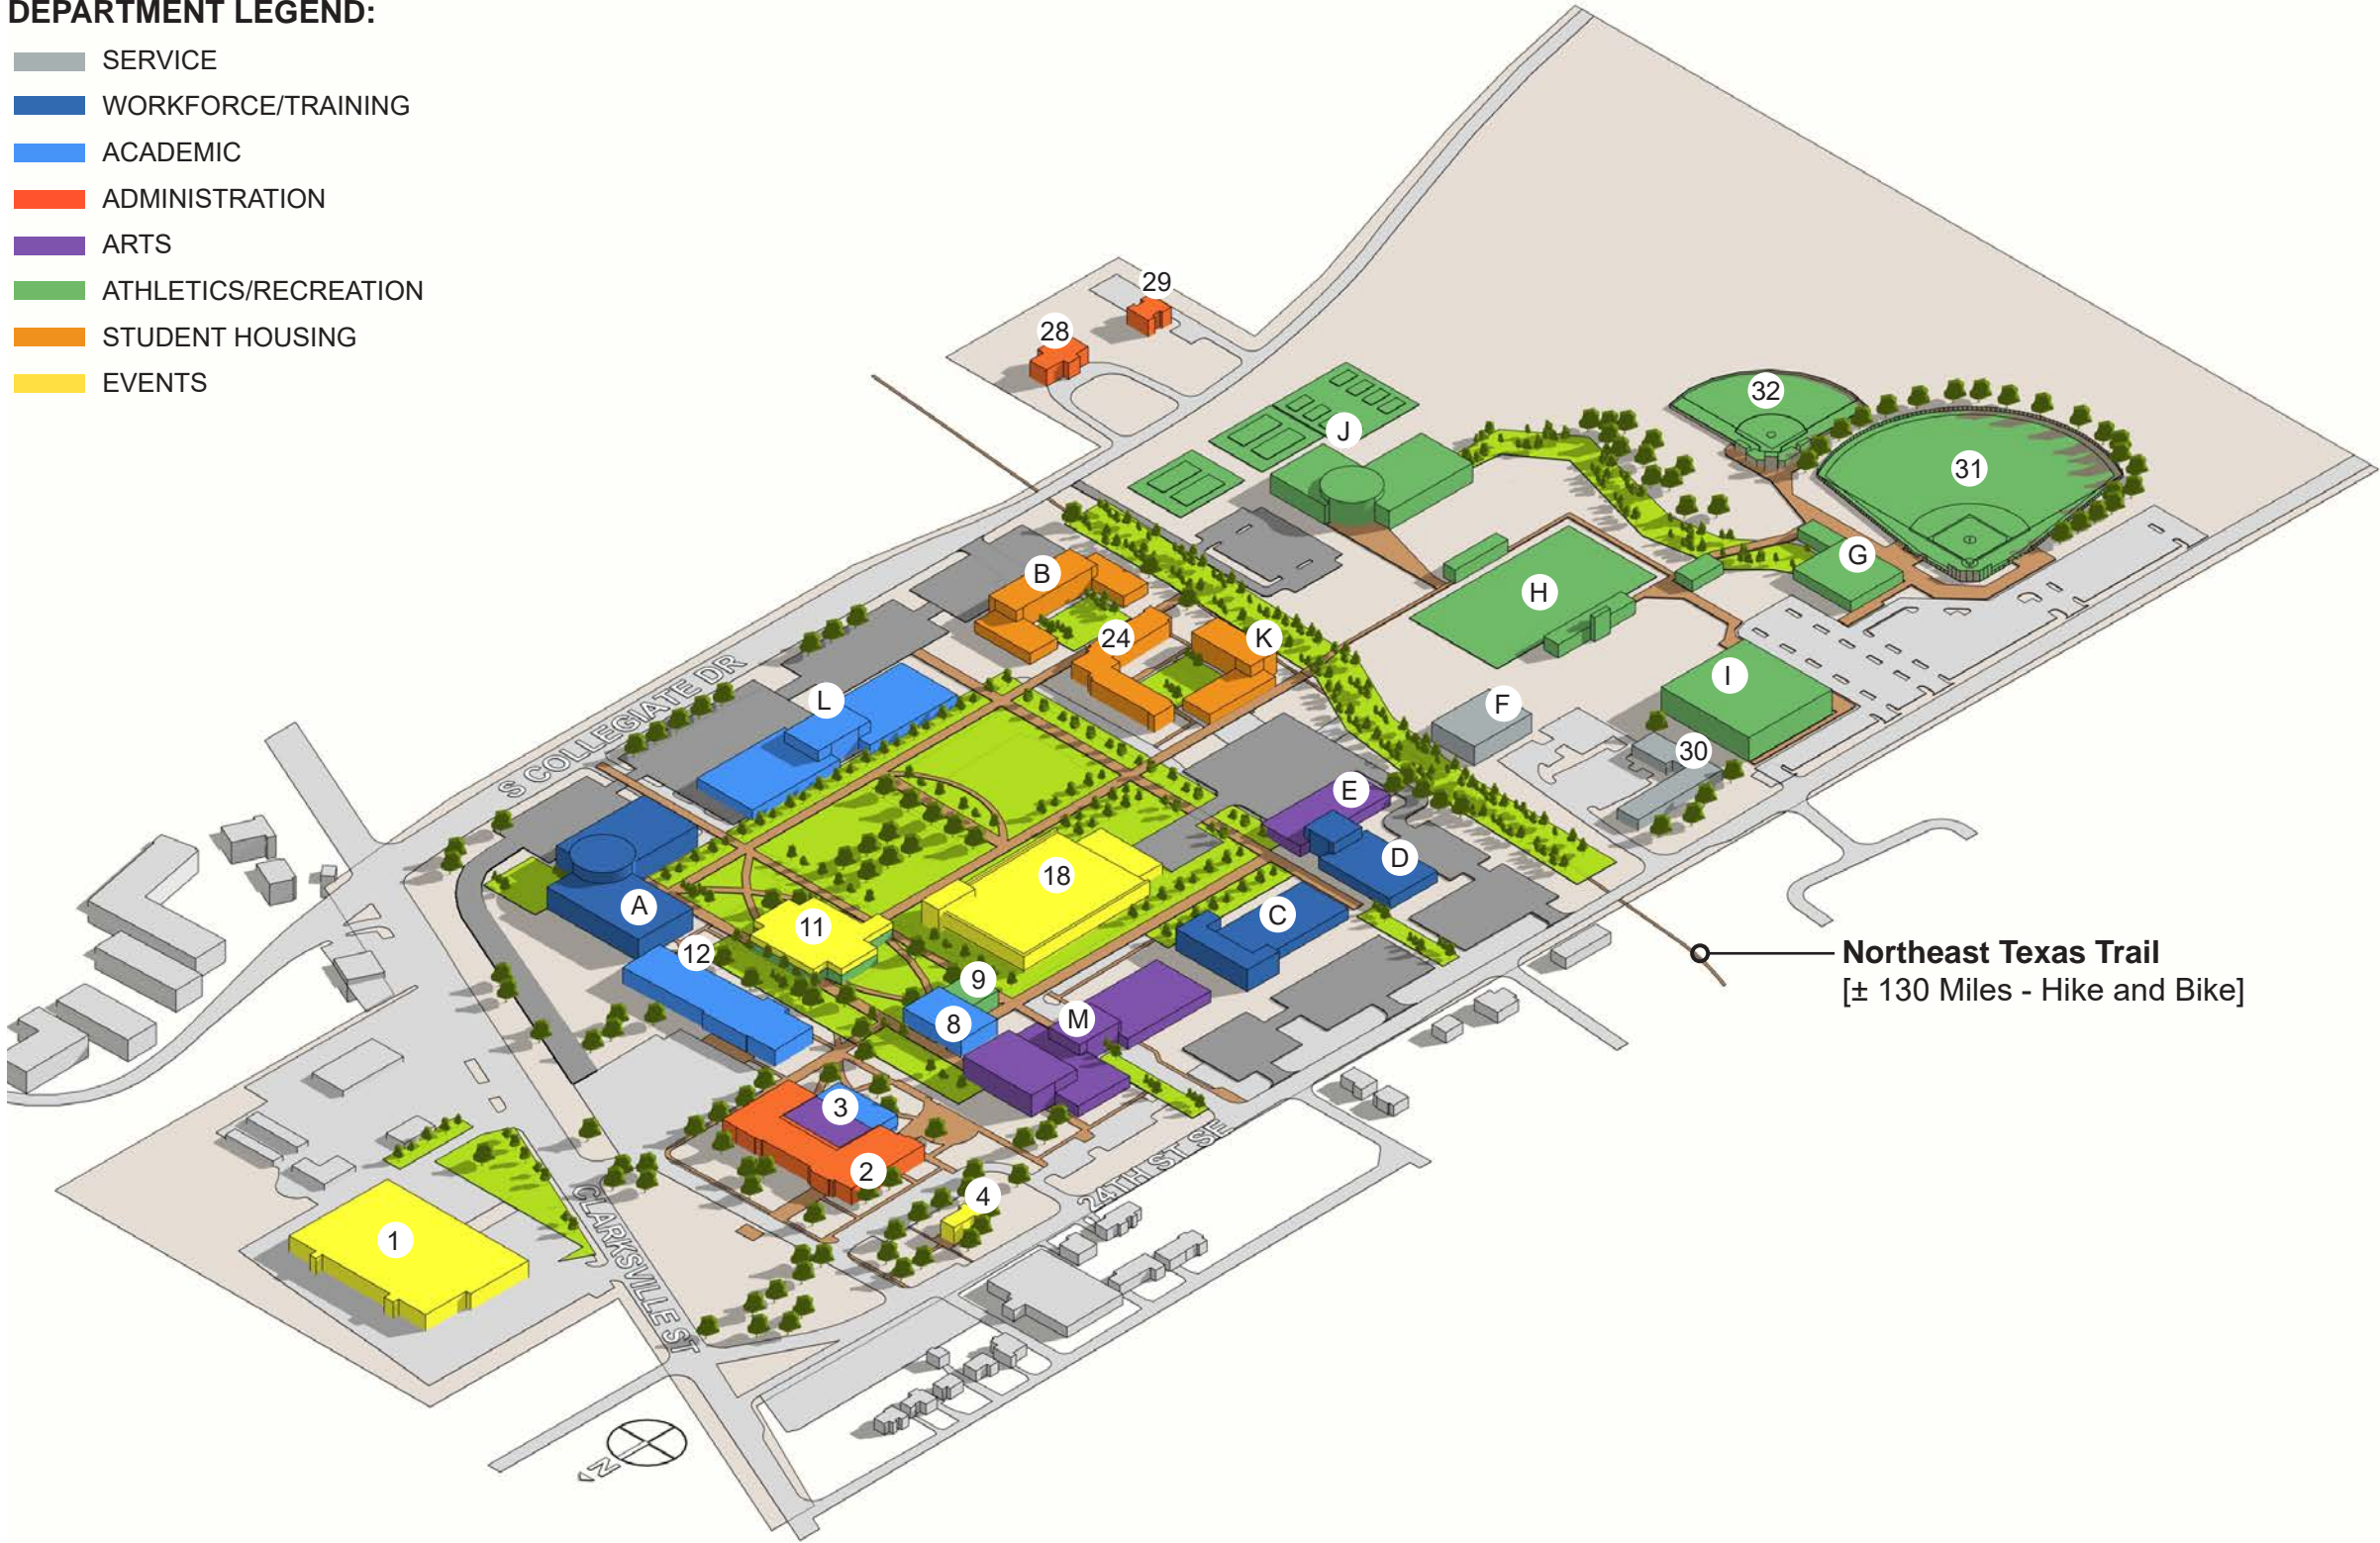 DEPARTMENT LEGEND:
SERVICE
WORKFORCE/TRAINING
ACADEMIC
ADMINISTRATION
ARTS
ATHLETICS/RECREATION
STUDENT HOUSING
EVENTS
29
28
32
J
31
B
G
H
24
K
I
L
F
S COLLEGIATE DR
30
E
D
18
A
C
11
12
Northeast Texas Trail
[± 130 Miles - Hike and Bike]
9
8
M
3
2
24TH ST SE
4
1
CLARKSVILLE ST
N